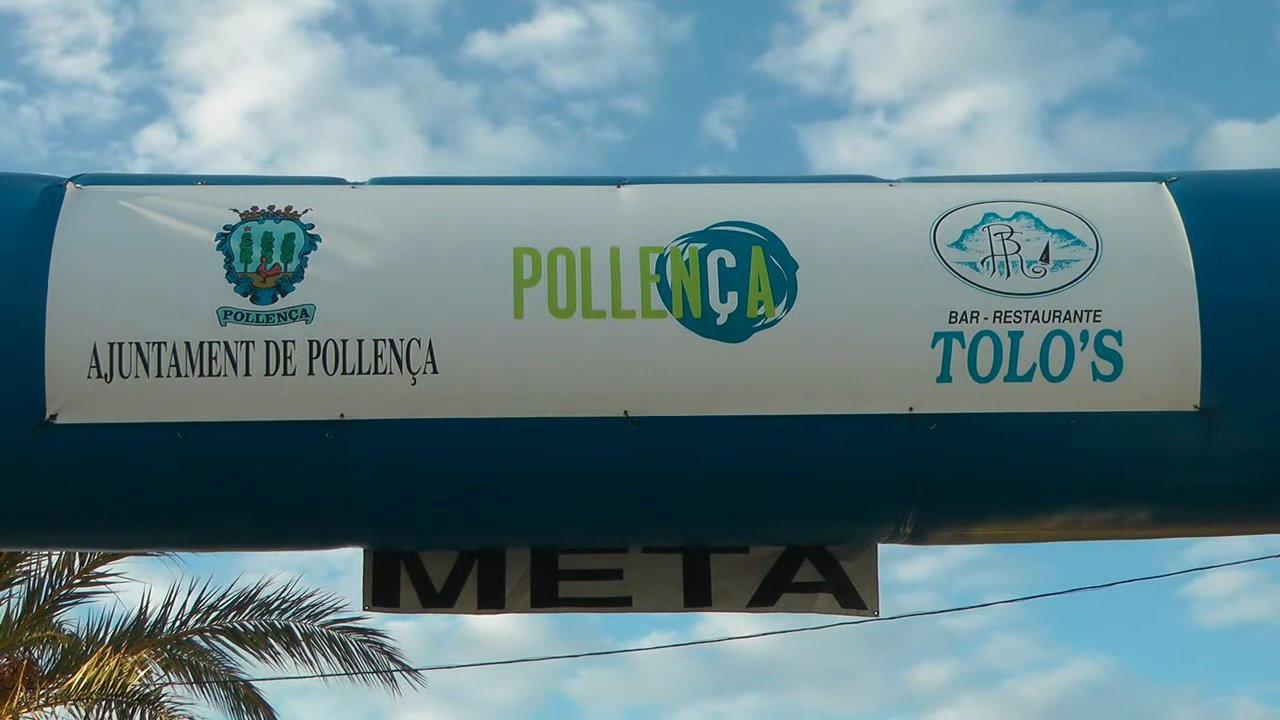 POLLENÇA
AJUNTAMENT DE POLLENÇA
POLLENÇA
BAR - RESTAURANTE
TOLO'S
META